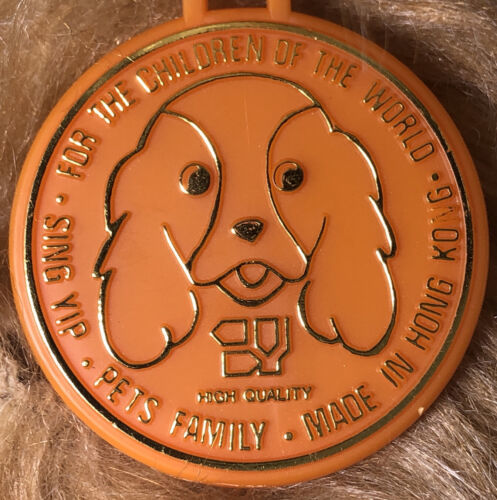 FOR THE CHILDREN OF THE WORLD •
MADE IN HONG KONG •
PETS FAMILY •
SING YIP •
HIGH QUALITY